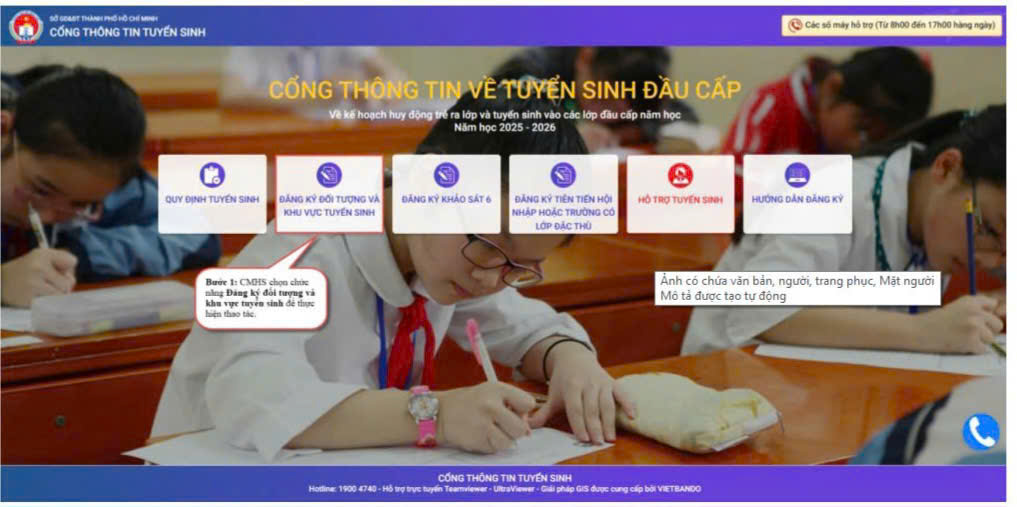 SỞ GD&ĐT THÀNH PHỐ HỒ CHÍ MINH
CỔNG THÔNG TIN TUYỂN SINH
Các số máy hỗ trợ (Từ 8h00 đến 17h00 hàng ngày)
CỔNG THÔNG TIN VỀ TUYỂN SINH ĐẦU CẤP
Về kế hoạch huy động trẻ ra lớp và tuyển sinh vào các lớp đầu cấp năm học
Năm học 2025 - 2026
QUY ĐỊNH TUYỂN SINH
ĐĂNG KÝ ĐỐI TƯỢNG VÀ
KHU VỰC TUYỂN SINH
ĐĂNG KÝ KHẢO SÁT 6
ĐĂNG KÝ TIÊN TIẾN HỘI
NHẬP HOẶC TRƯỜNG CÓ
LỚP ĐẶC THÙ
HỖ TRỢ TUYỂN SINH
HƯỚNG DẪN ĐĂNG KÝ
Bước 1: CMHS chọn chức
năng Đăng ký đối tượng và
khu vực tuyển sinh để thực
hiện thao tác.
Ảnh có chứa văn bản, người, trang phục, Mặt người
Mô tả được tạo tự động
CỔNG THÔNG TIN TUYỂN SINH
Hotline: 1900 4740 - Hỗ trợ trực tuyến Teamviewer - UltraViewer - Giải pháp GIS được cung cấp bởi VIETBANDO